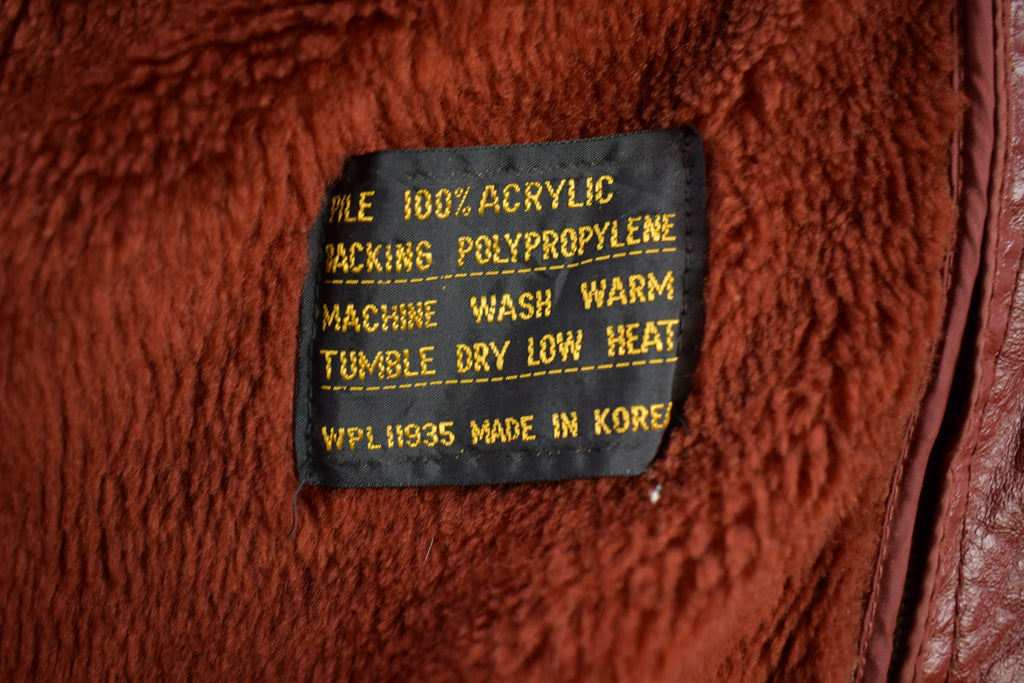 PILE 100% ACRYLIC
BACKING POLYPROPYLENE
MACHINE WASH WARM
TUMBLE DRY LOW HEAT
WPL 11935 MADE IN KOREA